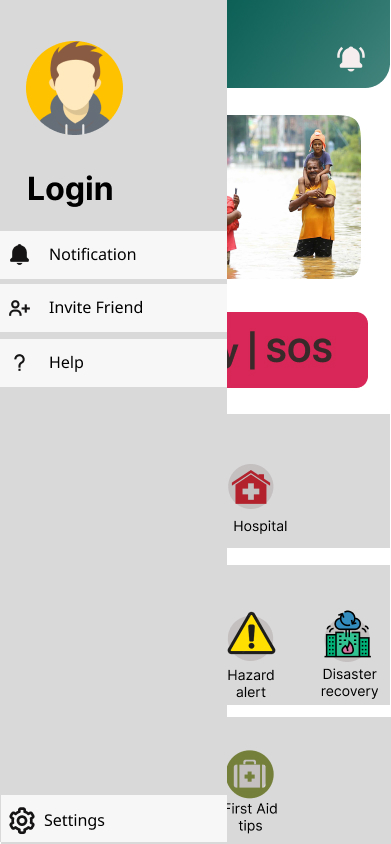 Login
Notification
Invite Friend
Help
Settings
| SOS
Hospital
Hazard
alert
Disaster
recovery
First Aid
tips